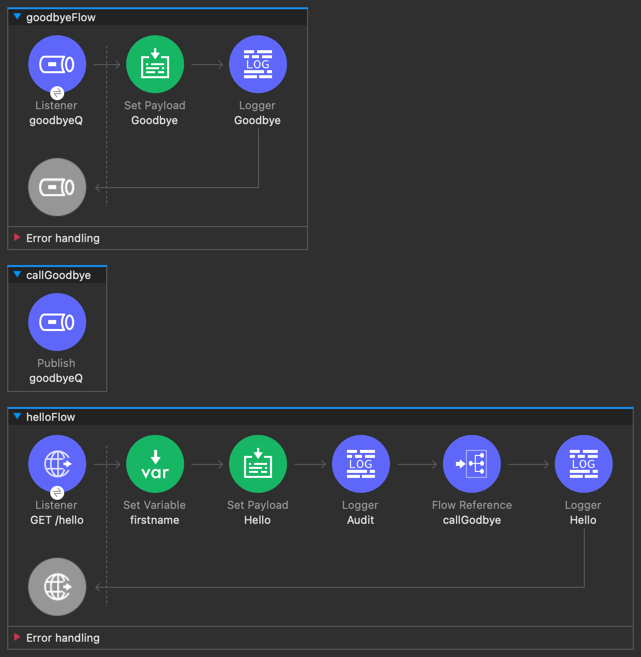 goodbyeFlow
LOG
Listener
Set Payload
Logger
goodbyeQ
Goodbye
Goodbye
Error handling
callGoodbye
Publish
goodbyeQ
helloFlow
var
LOG
LOG
Listener
Set Variable
Set Payload
Logger
Flow Reference
Logger
GET /hello
firstname
Hello
Audit
callGodbye
Hello
Error handling